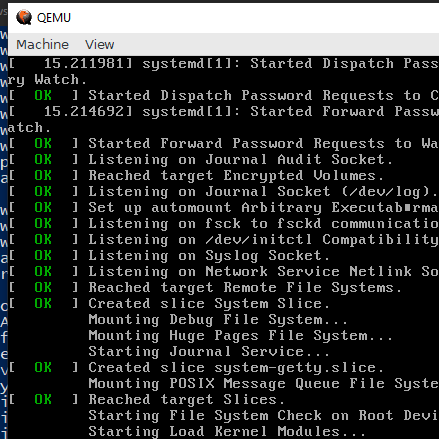 QEMU
Machine View
[ 15.211981] systemd[1]: Started Dispatch Pass
ry Watch.
[ OK ] Started Dispatch Password Requests to C
[ 15.214692] systemd[1]: Started Forward Passw
atch.
[ OK ] Started Forward Password Requests to Wa
[ OK ] Listening on Journal Audit Socket.
[ OK ] Reached target Encrypted Volumes.
[ OK ] Listening on Journal Socket (/dev/log).
[ OK ] Set up automount Arbitrary Executab■rma
[ OK ] Listening on fsck to fsckd communicatio
[ OK ] Listening on /dev/initctl Compatibility
[ OK ] Listening on Syslog Socket.
[ OK ] Listening on Network Service Netlink So
[ OK ] Reached target Remote File Systems.
[ OK ] Created slice System Slice.
Mounting Debug File System...
Mounting Huge Pages File System...
Starting Journal Service...
[ OK ] Created slice system-getty.slice.
Mounting POSIX Message Queue File Syste
[ OK ] Reached target Slices.
Starting File System Check on Root Devi
Starting Load Kernel Modules...